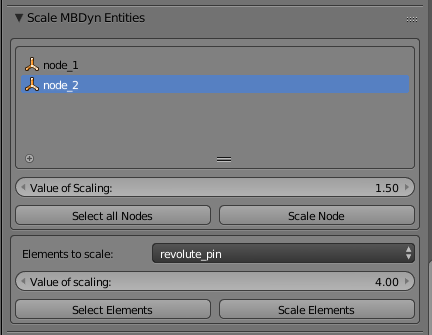 Scale MBDyn Entities
node_1
node_2
Value of Scaling: 1.50
Select all Nodes Scale Node
Elements to scale: revolute_pin
Value of scaling: 4.00
Select Elements Scale Elements